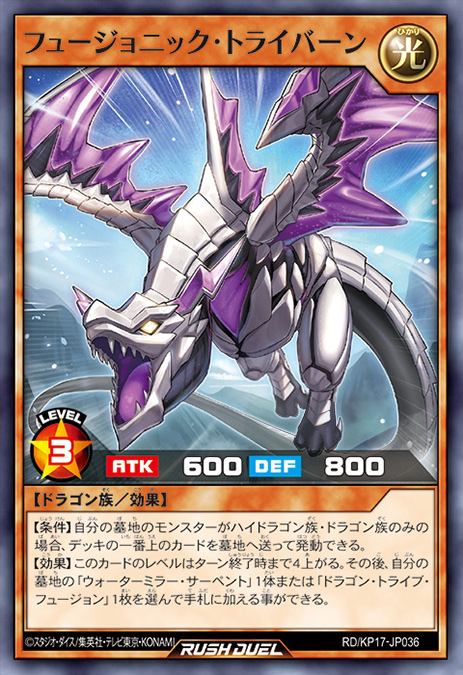 フュージョニック・トライバーン
ひかり
光
LEVEL
3
ATK 600 DEF 800
【ドラゴン族／効果】
【条件】自分の墓地のモンスターがハイドラゴン族・ドラゴン族のみの
場合、デッキの一番上のカードを墓地へ送って発動できる。
【効果】このカードのレベルはターン終了時まで４上がる。その後、自分の
墓地の「ウォーターミラー・サーペント」１体または「ドラゴン・トライブ・
フュージョン」１枚を選んで手札に加える事ができる。
©スタジオ・ダイス/集英社・テレビ東京・KONAMI
RUSH DUEL
RD/KP17-JP036